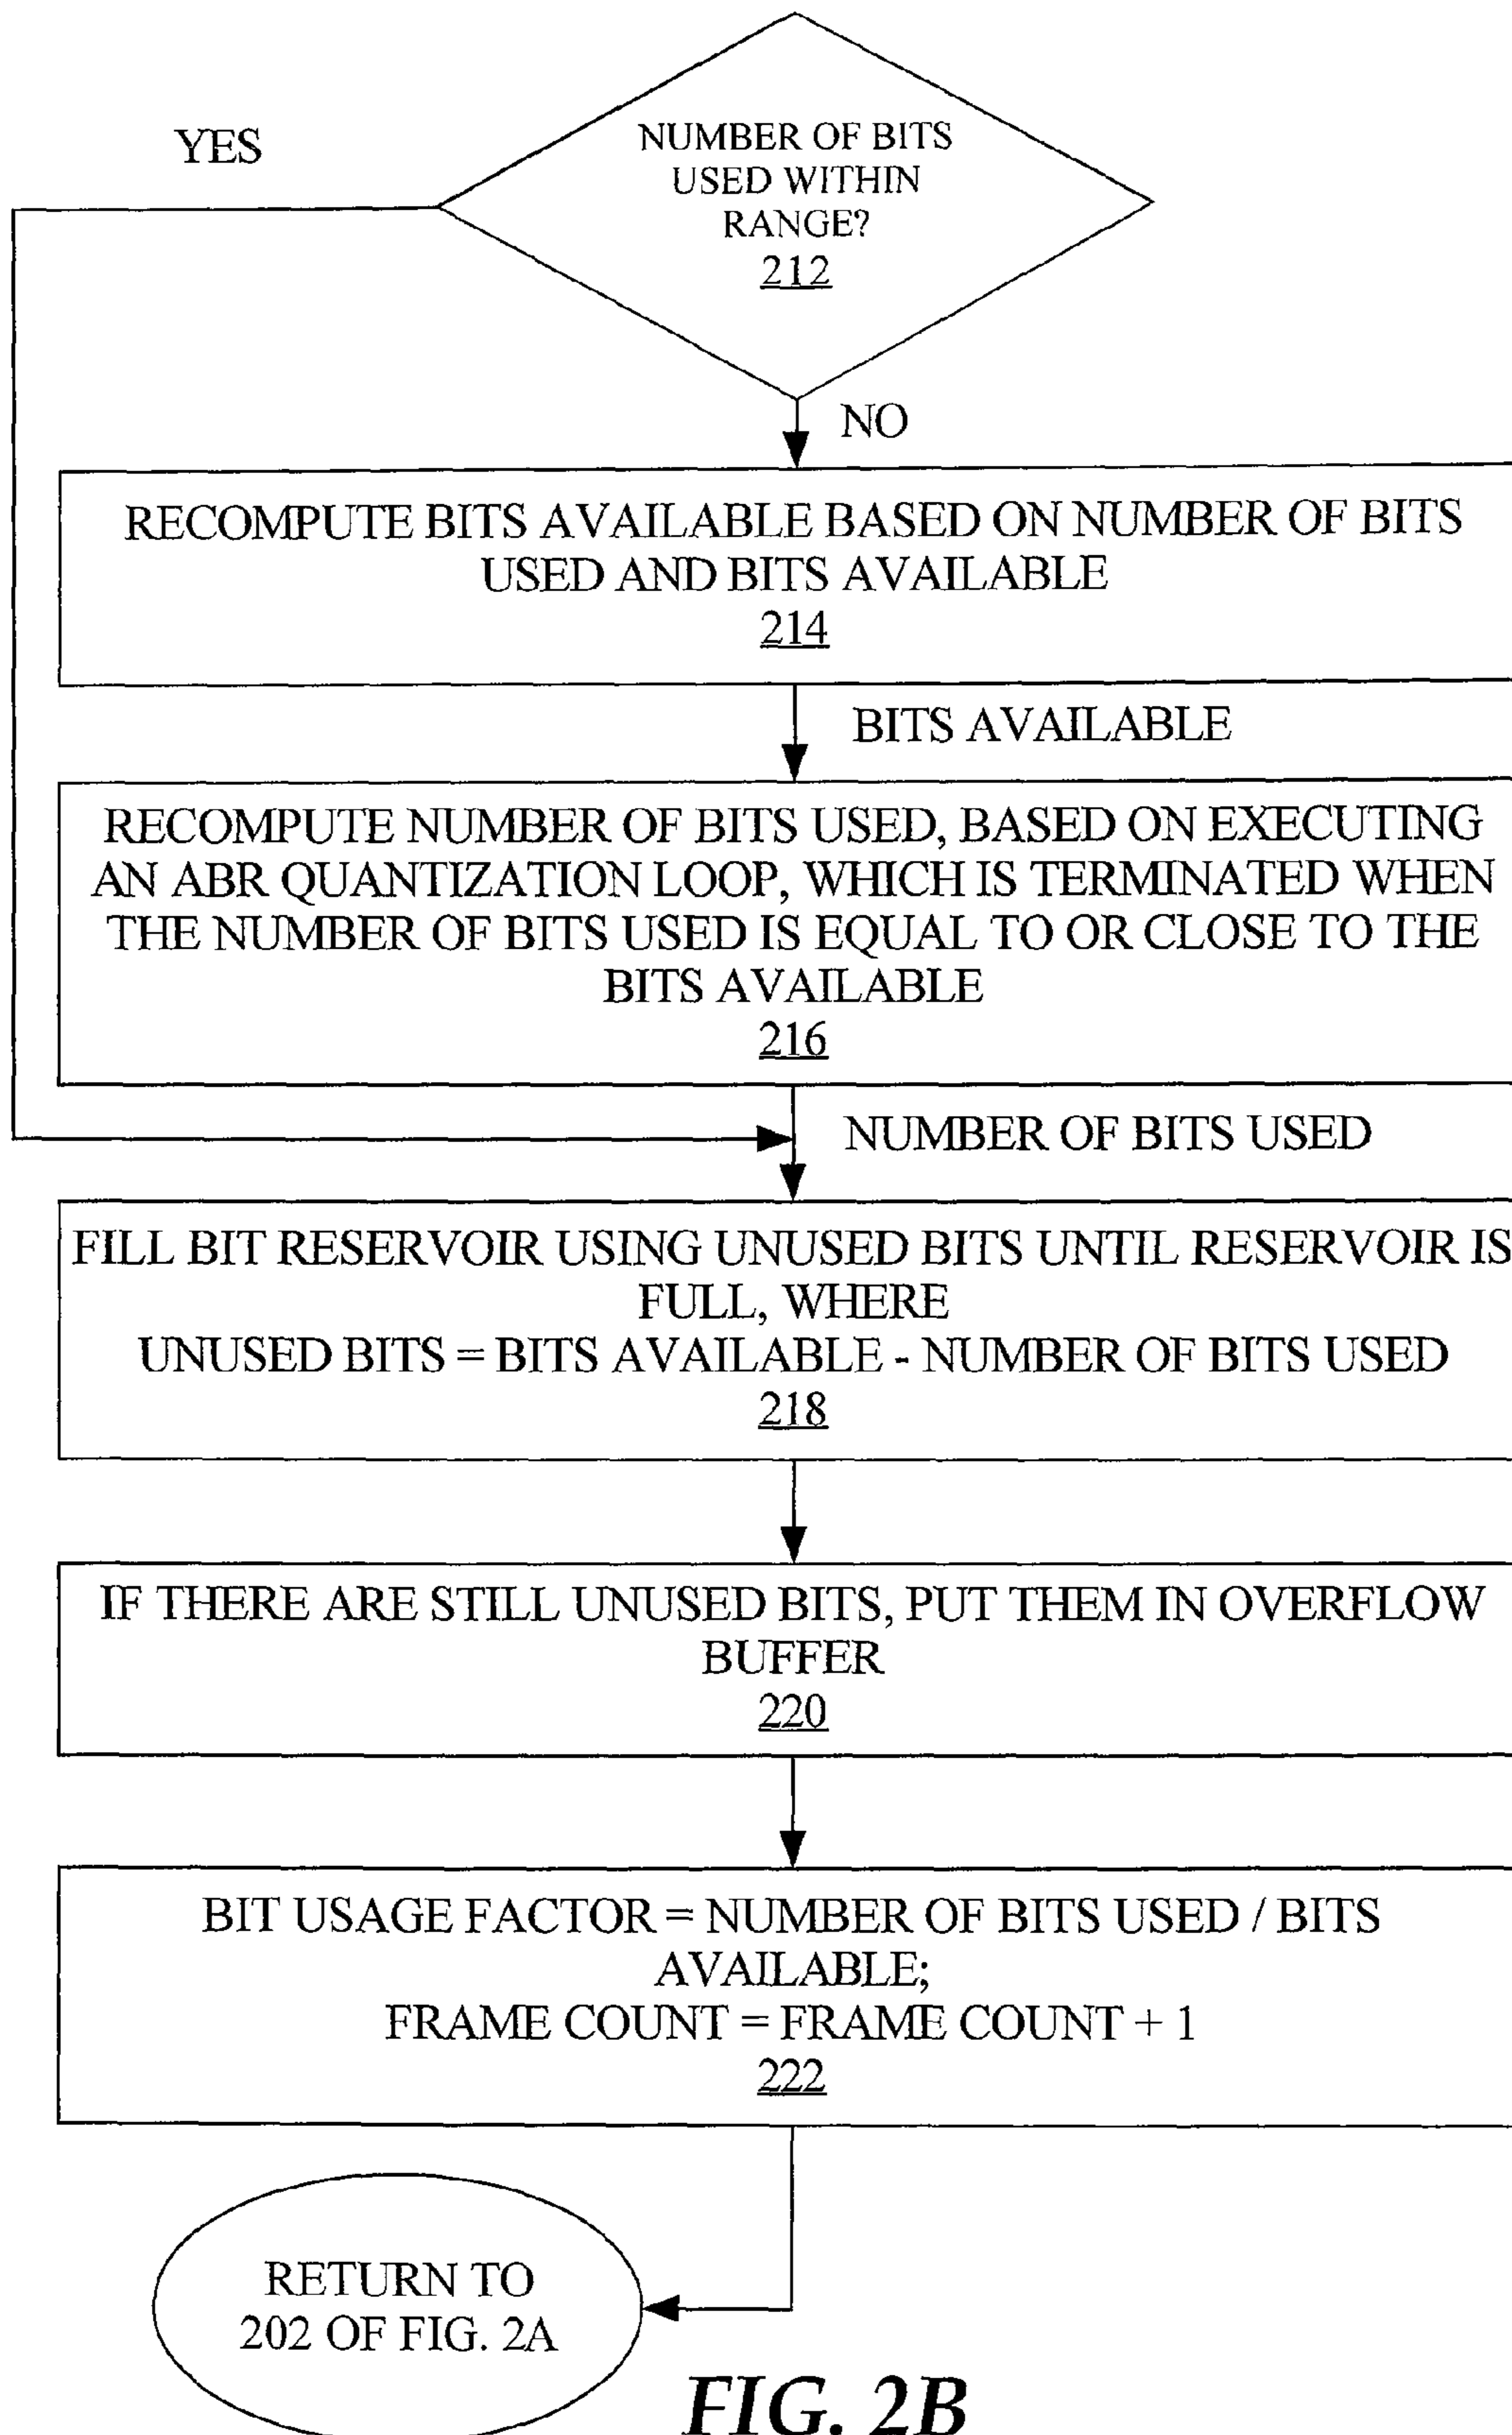 YES
NUMBER OF BITS
USED WITHIN
RANGE?
212
NO
RECOMPUTE BITS AVAILABLE BASED ON NUMBER OF BITS
USED AND BITS AVAILABLE
214
BITS AVAILABLE
RECOMPUTE NUMBER OF BITS USED, BASED ON EXECUTING
AN ABR QUANTIZATION LOOP, WHICH IS TERMINATED WHEN
THE NUMBER OF BITS USED IS EQUAL TO OR CLOSE TO THE
BITS AVAILABLE
216
NUMBER OF BITS USED
FILL BIT RESERVOIR USING UNUSED BITS UNTIL RESERVOIR IS
FULL, WHERE
UNUSED BITS = BITS AVAILABLE - NUMBER OF BITS USED
218
IF THERE ARE STILL UNUSED BITS, PUT THEM IN OVERFLOW
BUFFER
220
BIT USAGE FACTOR = NUMBER OF BITS USED / BITS
AVAILABLE;
FRAME COUNT = FRAME COUNT + 1
222
RETURN TO
202 OF FIG. 2A
FIG. 2B